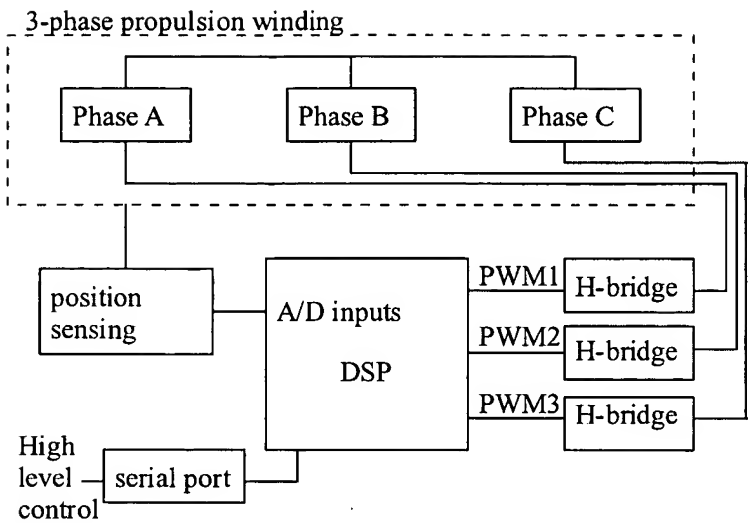 3-phase propulsion winding
Phase A
Phase B
Phase C
position
sensing
A/D inputs
DSP
PWM1
H-bridge
PWM2
H-bridge
PWM3
H-bridge
High
level
control
serial port